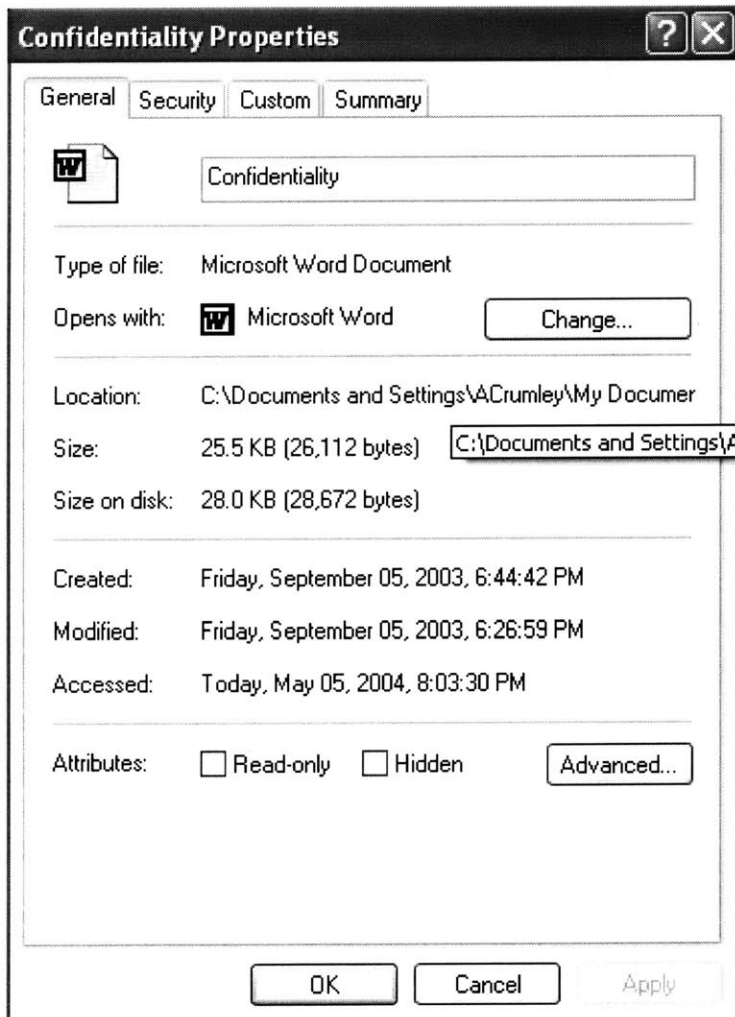 Confidentiality Properties
General Security Custom Summary
Confidentiality
Type of file: Microsoft Word Document
Opens with: Microsoft Word Change...
Location: C:\Documents and Settings\ACrumley\My Documer
Size: 25.5 KB (26,112 bytes) C:\Documents and Settings\A
Size on disk: 28.0 KB (28,672 bytes)
Created: Friday, September 05, 2003, 6:44:42 PM
Modified: Friday, September 05, 2003, 6:26:59 PM
Accessed: Today, May 05, 2004, 8:03:30 PM
Attributes: Read-only Hidden Advanced...
OK Cancel Apply